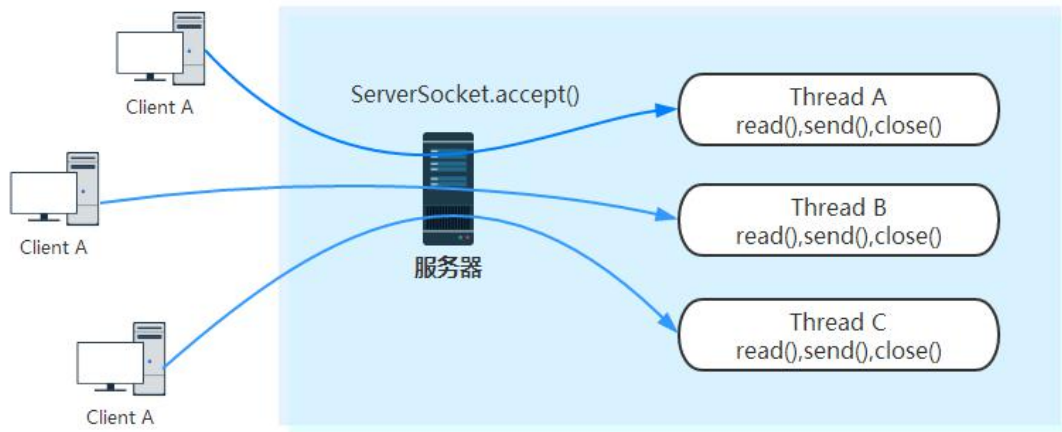 Client A
ServerSocket.accept()
Thread A
read(),send(),close()
Client A
服务器
Thread B
read(),send(),close()
Client A
Thread C
read(),send(),close()